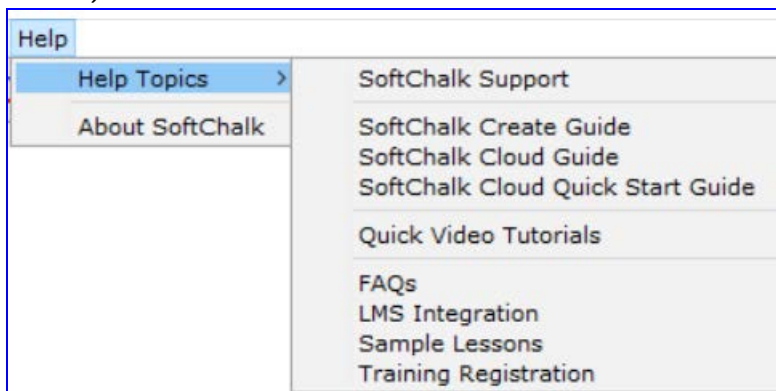 Help
Help Topics >
About SoftChalk
SoftChalk Support
SoftChalk Create Guide
SoftChalk Cloud Guide
SoftChalk Cloud Quick Start Guide
Quick Video Tutorials
FAQs
LMS Integration
Sample Lessons
Training Registration